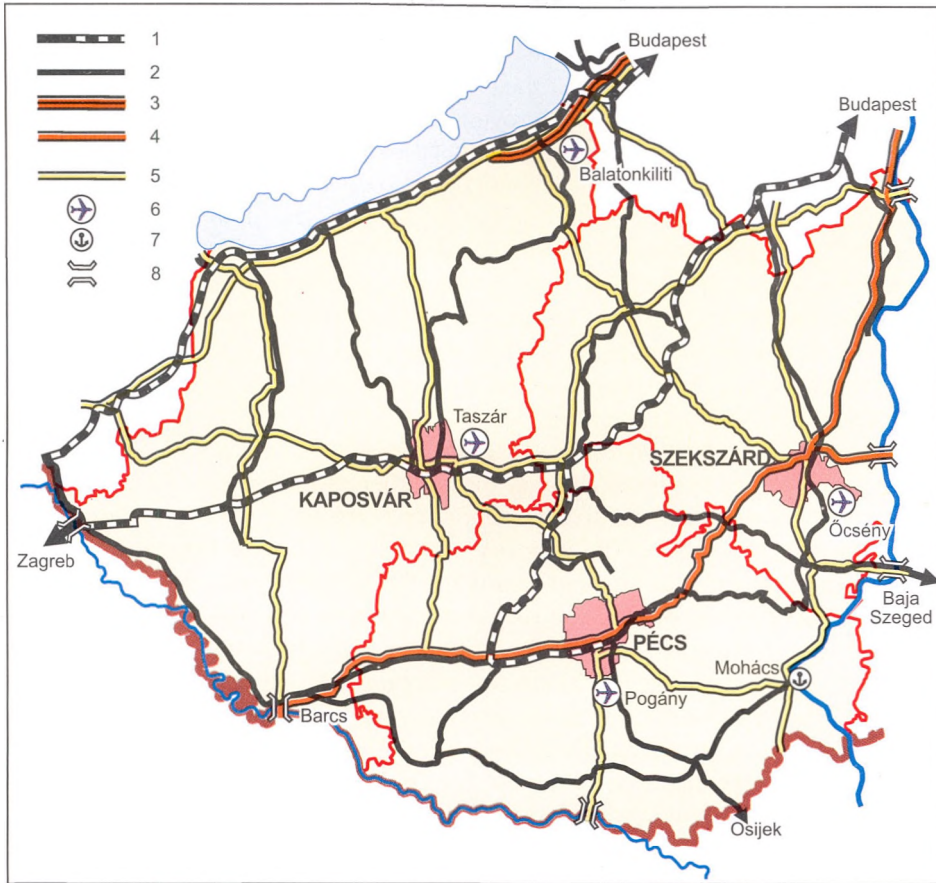 1
2
3
4
5
6
7
8
Budapest
Budapest
Balatonkiliti
Taszár
KAPOSVÁR
SZEKSZÁRD
Őcsény
Zagreb
Baja
Szeged
PÉCS
Mohács
Pogány
Barcs
Osijek